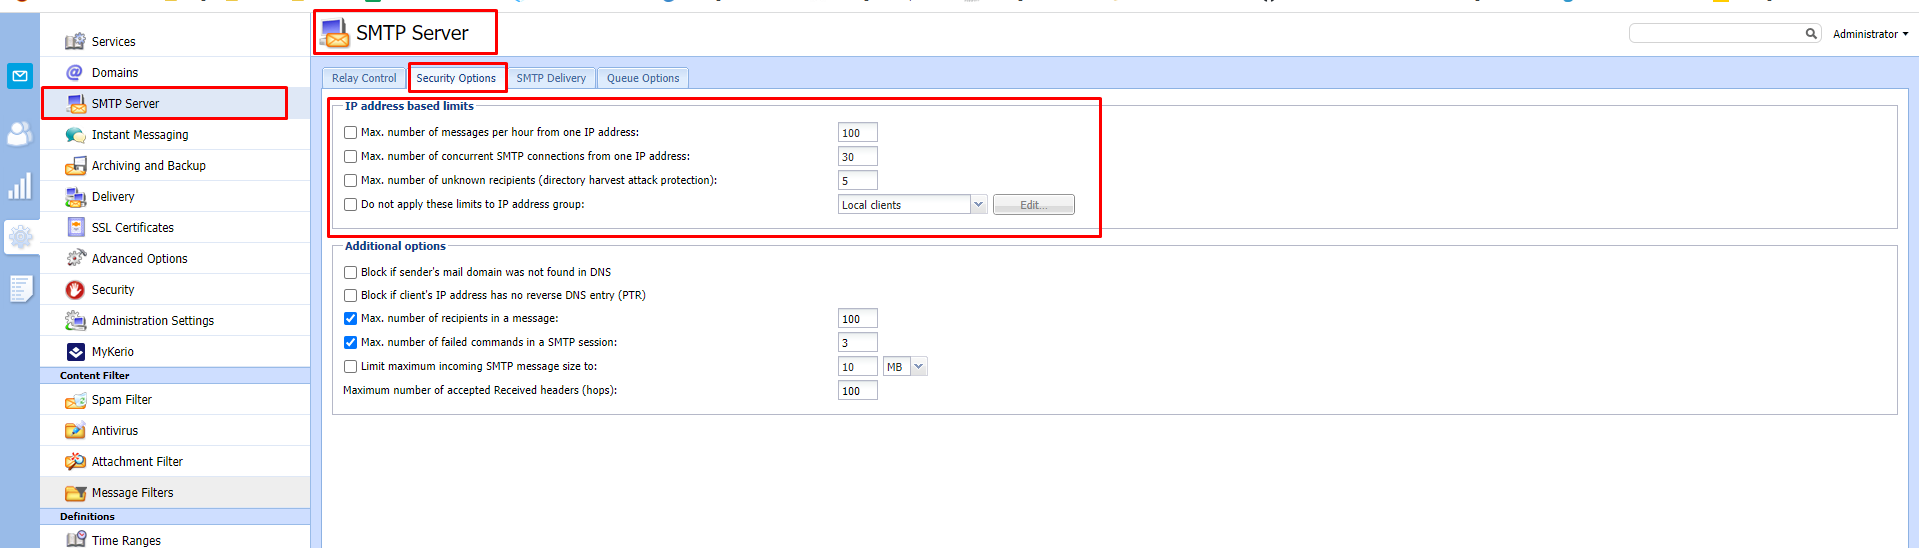 SMTP Server
Administrator
Services
Domains
SMTP Server
Instant Messaging
Archiving and Backup
Delivery
SSL Certificates
Advanced Options
Security
Administration Settings
MyKerio
Content Filter
Spam Filter
Antivirus
Attachment Filter
Message Filters
Definitions
Time Ranges
Relay Control Security Options SMTP Delivery Queue Options
IP address based limits
Max. number of messages per hour from one IP address: 100
Max. number of concurrent SMTP connections from one IP address: 30
Max. number of unknown recipients (directory harvest attack protection): 5
Do not apply these limits to IP address group: Local clients Edit...
Additional options
Block if sender's mail domain was not found in DNS
Block if client's IP address has no reverse DNS entry (PTR)
Max. number of recipients in a message: 100
Max. number of failed commands in a SMTP session: 3
Limit maximum incoming SMTP message size to: 10 MB
Maximum number of accepted Received headers (hops): 100